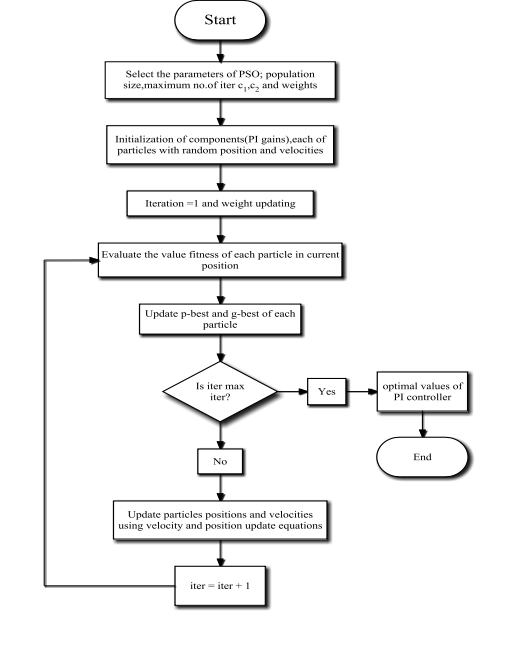 Start
Select the parameters of PSO; population
size,maximum no.of iter c₁,c₂ and weights
Initialization of components(PI gains),each of
particles with random position and velocities
Iteration =1 and weight updating
Evaluate the value fitness of each particle in current
position
Update p-best and g-best of each
particle
Is iter max
iter?
Yes
optimal values of
PI controller
End
No
Update particles positions and velocities
using velocity and position update equations
iter = iter + 1